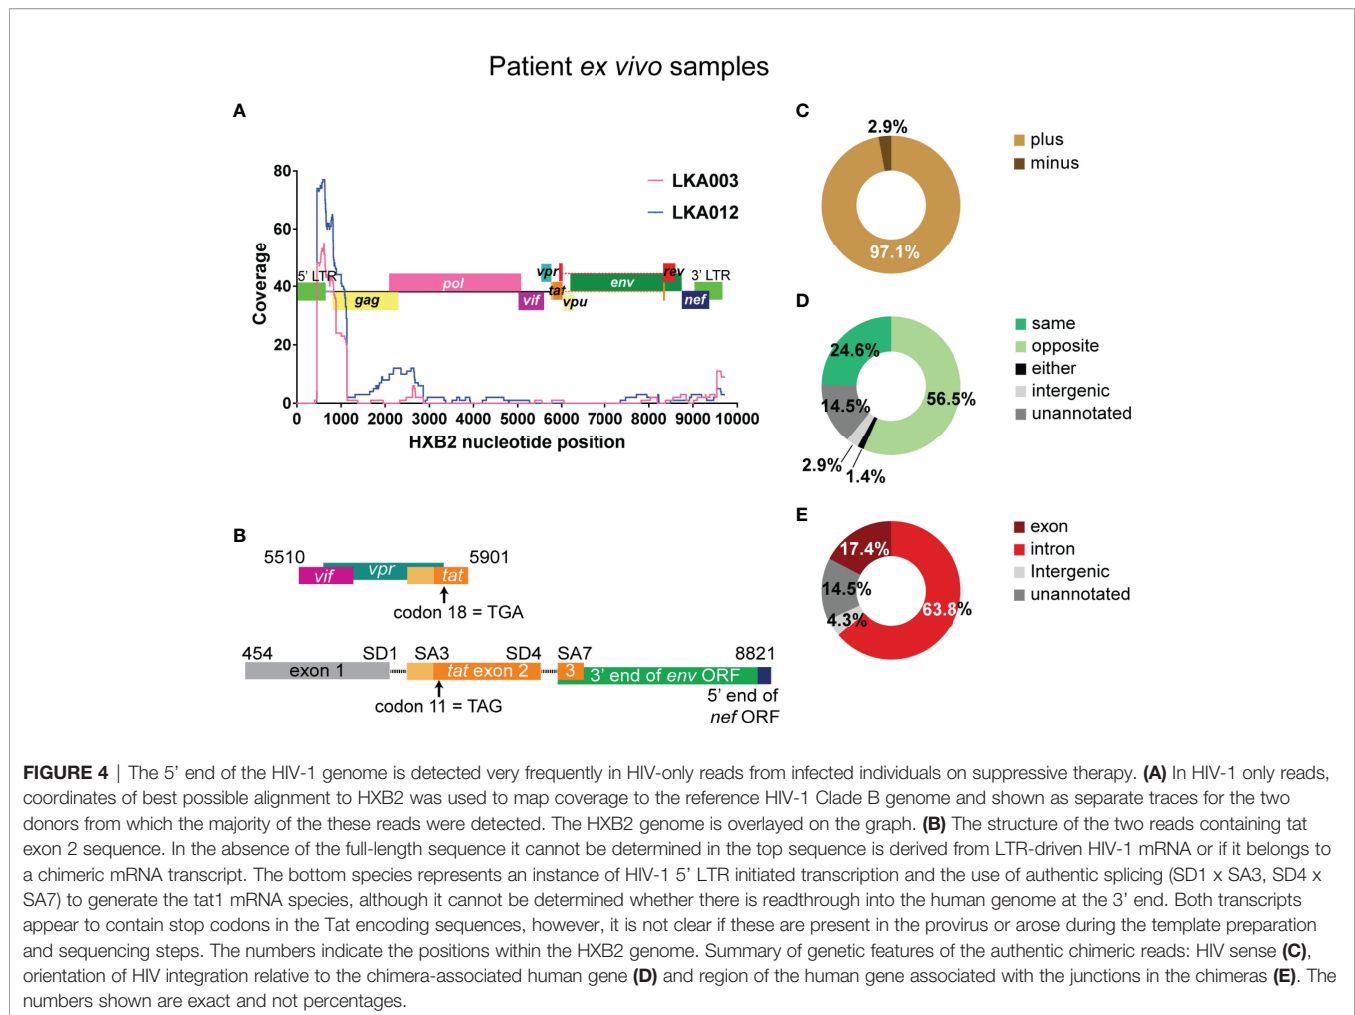 Patient ex vivo samples
A
80
60
40
20
0
Coverage
0 1000 2000 3000 4000 5000 6000 7000 8000 9000 10000
HXB2 nucleotide position
LKA003
LKA012
5' LTR
gag
pol
vif
vpr
tat
vpu
env
rev
nef
3' LTR
B
5510 5901
vif vpr tat
codon 18 = TGA
454 SD1 SA3 SD4 SA7 8821
exon 1 tat exon 2 3 3' end of env ORF
codon 11 = TAG
5' end of
nef ORF
C
2.9%
97.1%
plus
minus
D
24.6%
56.5%
14.5%
2.9%
1.4%
same
opposite
either
intergenic
unannotated
E
17.4%
14.5%
63.8%
4.3%
exon
intron
Intergenic
unannotated
FIGURE 4 | The 5' end of the HIV-1 genome is detected very frequently in HIV-only reads from infected individuals on suppressive therapy. (A) In HIV-1 only reads,
coordinates of best possible alignment to HXB2 was used to map coverage to the reference HIV-1 Clade B genome and shown as separate traces for the two
donors from which the majority of the these reads were detected. The HXB2 genome is overlayed on the graph. (B) The structure of the two reads containing tat
exon 2 sequence. In the absence of the full-length sequence it cannot be determined in the top sequence is derived from LTR-driven HIV-1 mRNA or if it belongs to
a chimeric mRNA transcript. The bottom species represents an instance of HIV-1 5' LTR initiated transcription and the use of authentic splicing (SD1 x SA3, SD4 x
SA7) to generate the tat1 mRNA species, although it cannot be determined whether there is readthrough into the human genome at the 3' end. Both transcripts
appear to contain stop codons in the Tat encoding sequences, however, it is not clear if these are present in the provirus or arose during the template preparation
and sequencing steps. The numbers indicate the positions within the HXB2 genome. Summary of genetic features of the authentic chimeric reads: HIV sense (C),
orientation of HIV integration relative to the chimera-associated human gene (D) and region of the human gene associated with the junctions in the chimeras (E). The
numbers shown are exact and not percentages.